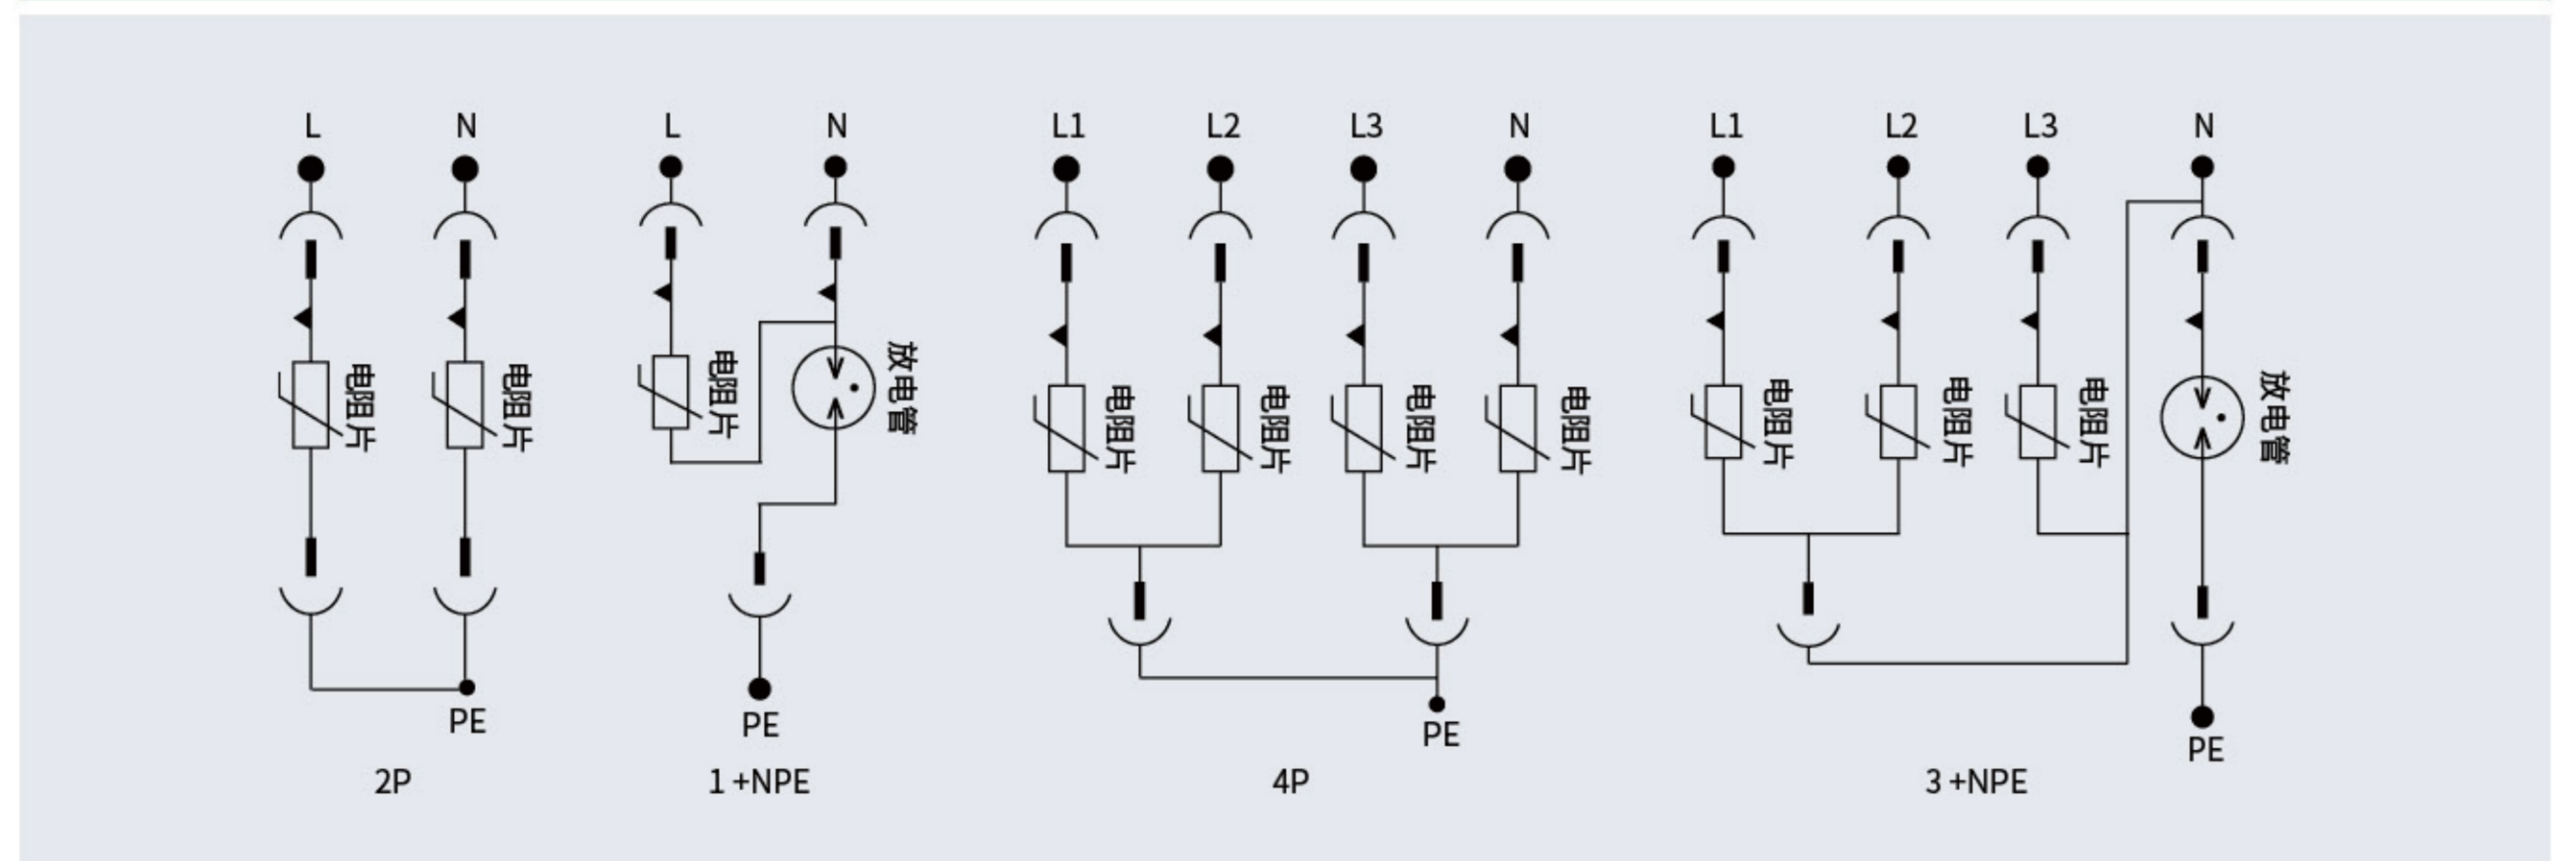 L N L N L1 L2 L3 N L1 L2 L3 N
电阻片 电阻片 电阻片 放电管 电阻片 电阻片 电阻片 电阻片 电阻片 电阻片 电阻片 放电管
PE PE PE PE
2P 1 +NPE 4P 3 +NPE